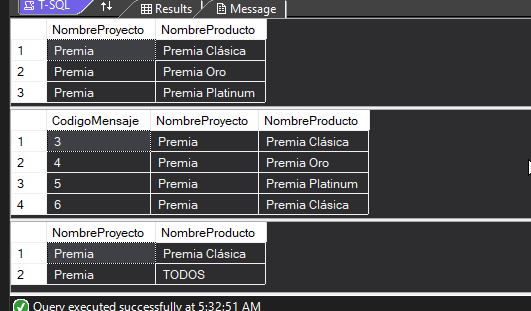 T-SQL Results Message
NombreProyecto NombreProducto
1 Premia Premia Clásica
2 Premia Premia Oro
3 Premia Premia Platinum
CodigoMensaje NombreProyecto NombreProducto
1 3 Premia Premia Clásica
2 4 Premia Premia Oro
3 5 Premia Premia Platinum
4 6 Premia Premia Clásica
NombreProyecto NombreProducto
1 Premia Premia Clásica
2 Premia TODOS
Query executed successfully at 5:32:51 AM